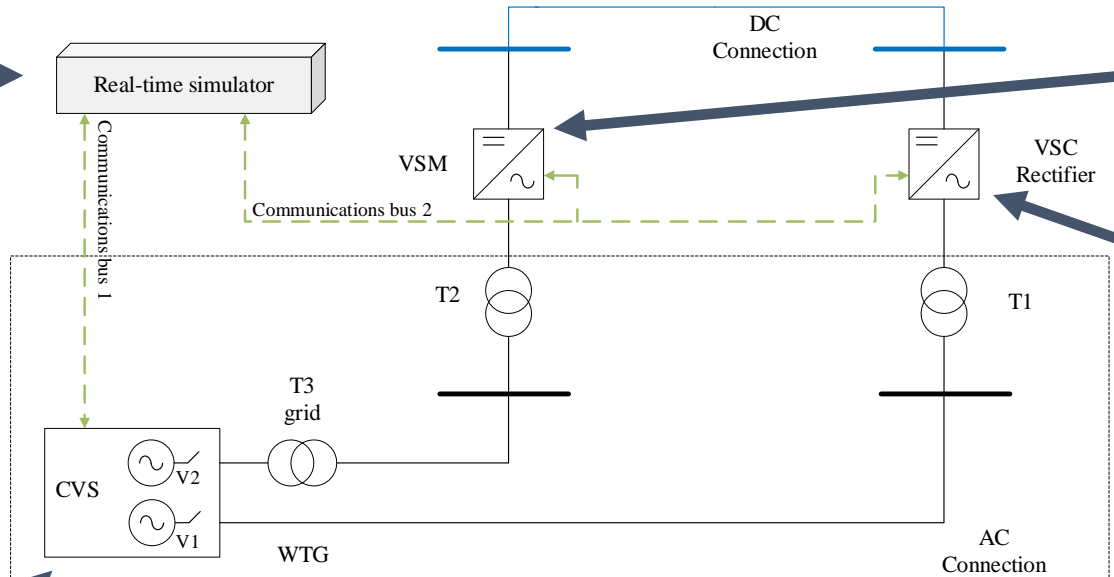 DC
Connection
Real-time simulator
Communications bus 1
VSM
VSC
Rectifier
Communications bus 2
T2
T1
T3
grid
CVS
V2
V1
WTG
AC
Connection